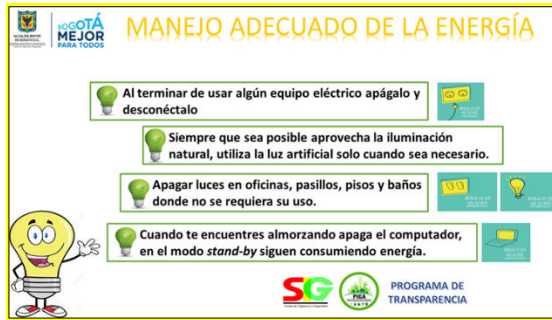 BOGOTÁ
MEJOR
PARA TODOS
MANEJO ADECUADO DE LA ENERGÍA
Al terminar de usar algún equipo eléctrico apágalo y
desconéctalo
Siempre que sea posible aprovecha la iluminación
natural, utiliza la luz artificial solo cuando sea necesario.
Apagar luces en oficinas, pasillos, pisos y baños
donde no se requiera su uso.
Cuando te encuentres almorzando apaga el computador,
en el modo stand-by siguen consumiendo energía.
SG
PIGA
PROGRAMA DE
TRANSPARENCIA